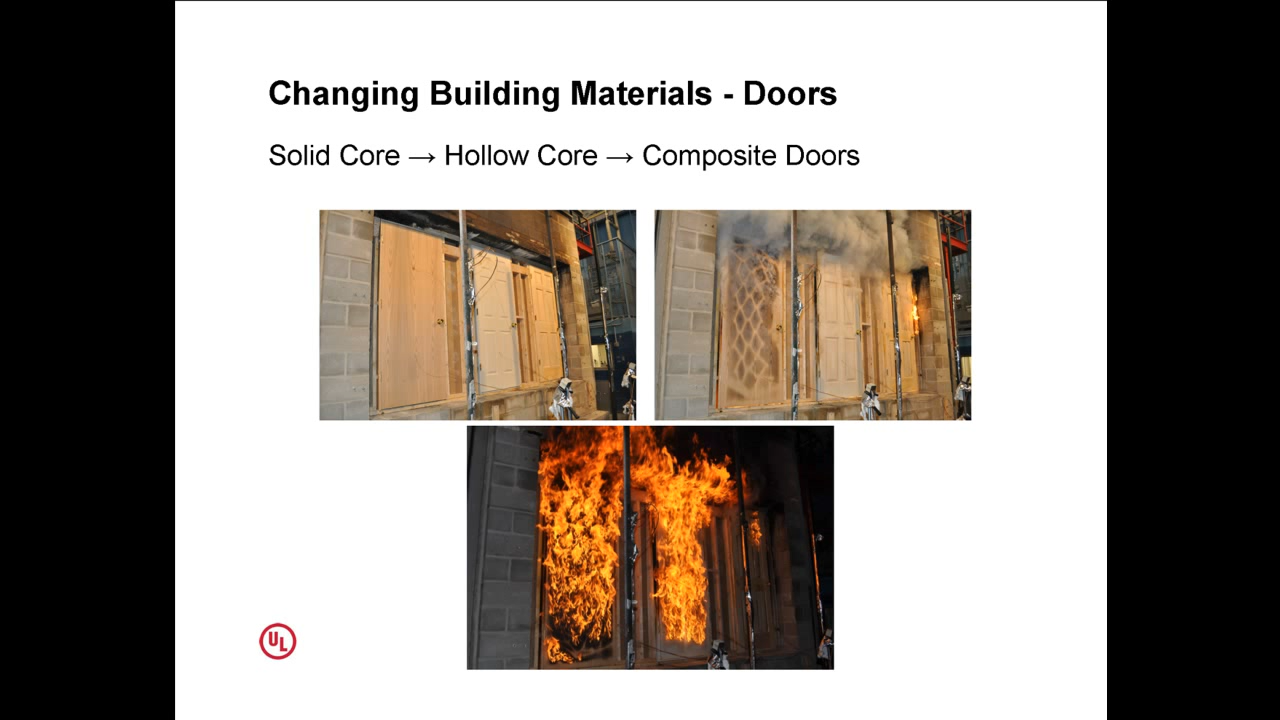 Changing Building Materials - Doors
Solid Core → Hollow Core → Composite Doors
UL